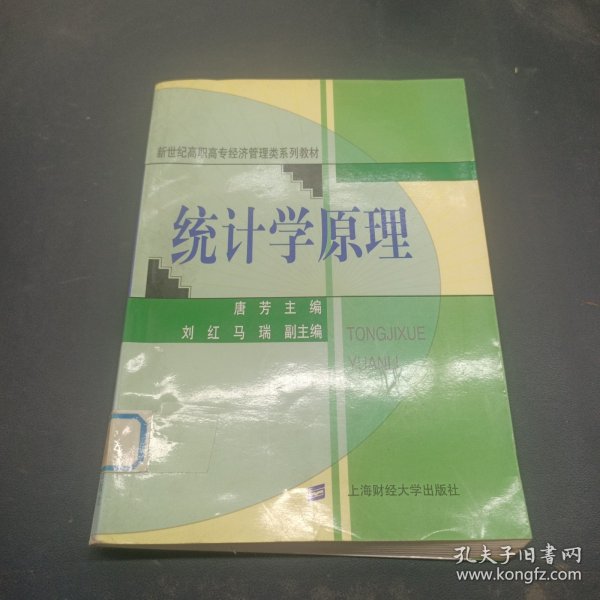 新世纪高职高专经济管理类系列教材
统计学原理
唐芳主编
刘红马瑞副主编
TONGJIXUE
YUANLI
上海财经大学出版社
孔夫子旧书网
www.kongfz.com